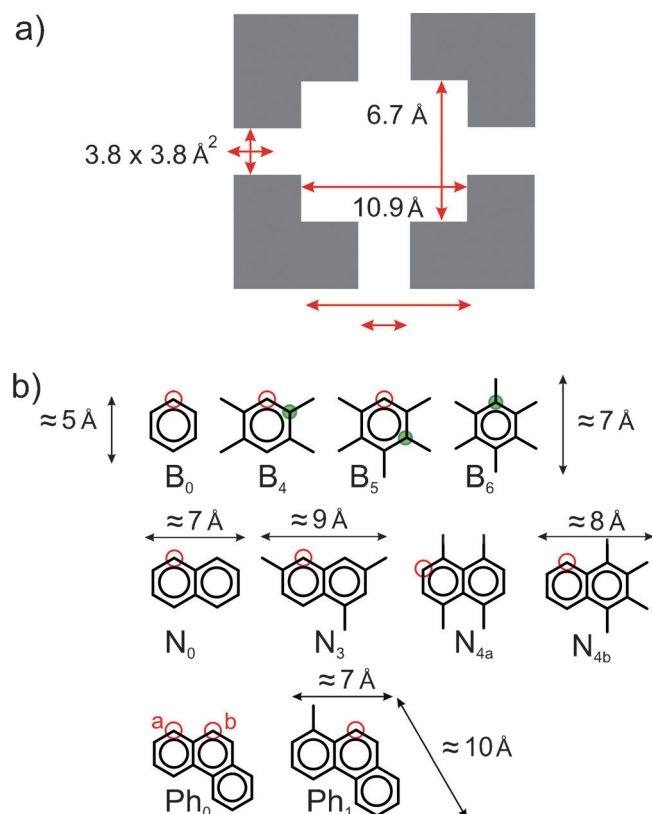 a)
6.7 Å
3.8 x 3.8 Å²
10.9 Å
b)
≈5 Å
≈7 Å
B₀ B₄ B₅ B₆
≈7 Å ≈9 Å ≈8 Å
N₀ N₃ N₄ₐ N₄b
≈7 Å
a b
≈10 Å
Ph₀ Ph₁